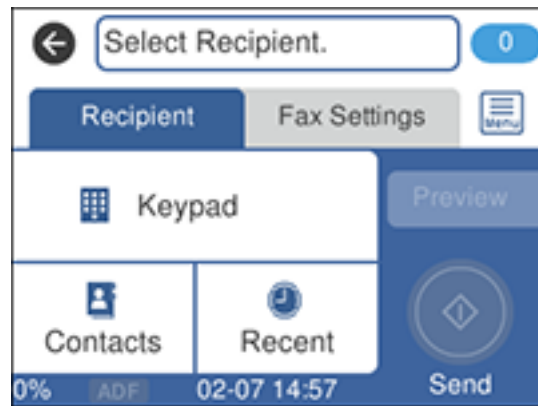 Select Recipient.
0
Recipient
Fax Settings
Menu
Keypad
Preview
Contacts
Recent
Send
0%
ADF
02-07 14:57